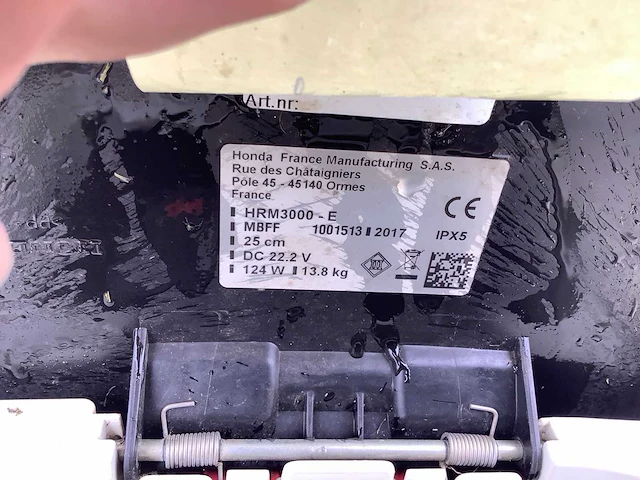 Art.nr:
Honda France Manufacturing S.A.S.
Rue des Châtaigniers
Pôle 45 - 45140 Ormes
France
HRM3000 - E
MBFF 1001513 2017
25 cm
DC 22.2 V
124 W 13.8 kg
CE
IPX5